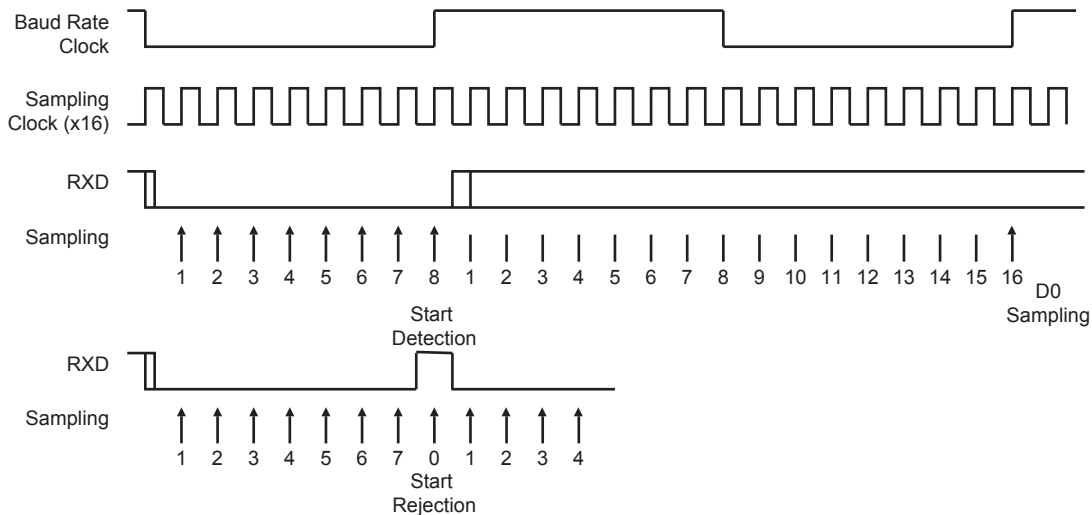 Baud Rate
Clock
Sampling
Clock (x16)
RXD
Sampling
1 2 3 4 5 6 7 8 1 2 3 4 5 6 7 8 9 10 11 12 13 14 15 16
D0
Sampling
Start
Detection
RXD
Sampling
1 2 3 4 5 6 7 0 1 2 3 4
Start
Rejection